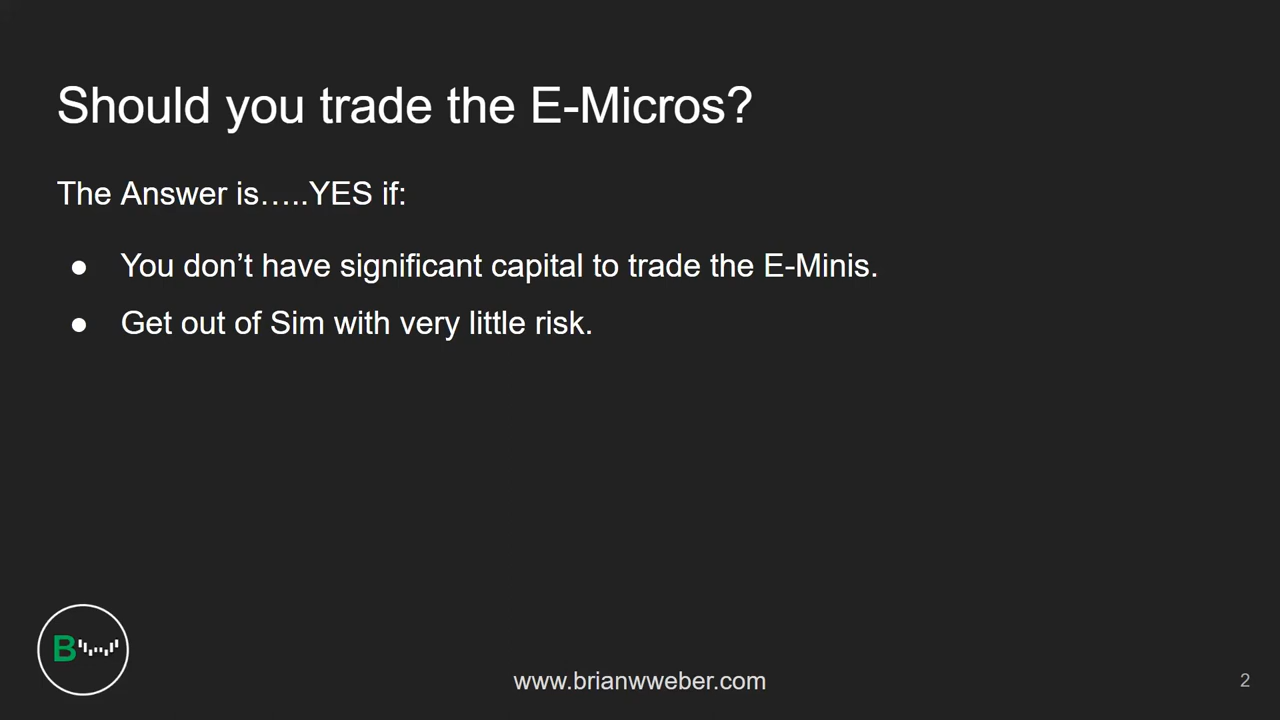 Should you trade the E-Micros?
The Answer is…..YES if:
● You don’t have significant capital to trade the E-Minis.
● Get out of Sim with very little risk.
B
www.brianwweber.com
2